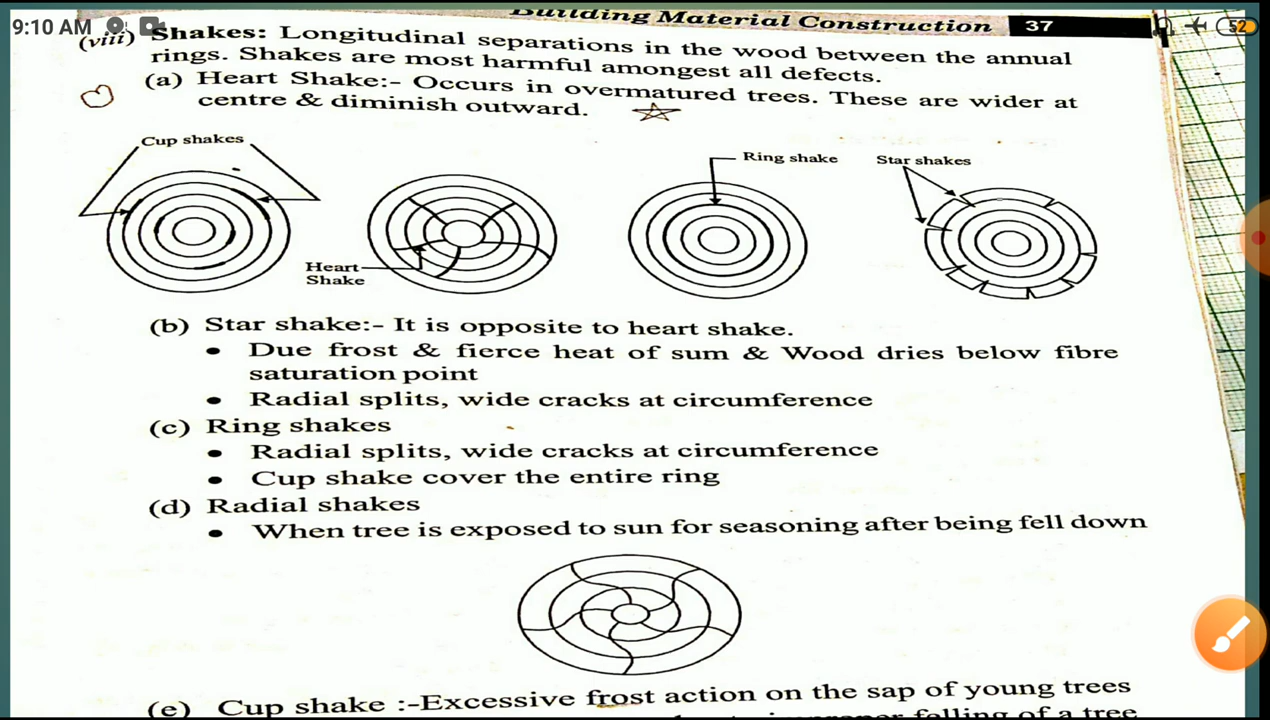 Building Material Construction 37
9:10 AM 52
(viii) Shakes: Longitudinal separations in the wood between the annual
rings. Shakes are most harmful amongest all defects.
(a) Heart Shake:- Occurs in overmatured trees. These are wider at
centre & diminish outward.
Cup shakes
Ring shake
Star shakes
Heart
Shake
(b) Star shake:- It is opposite to heart shake.
• Due frost & fierce heat of sum & Wood dries below fibre
saturation point
• Radial splits, wide cracks at circumference
(c) Ring shakes
• Radial splits, wide cracks at circumference
• Cup shake cover the entire ring
(d) Radial shakes
• When tree is exposed to sun for seasoning after being fell down
(e) Cup shake :-Excessive frost action on the sap of young trees
improper felling of a tree